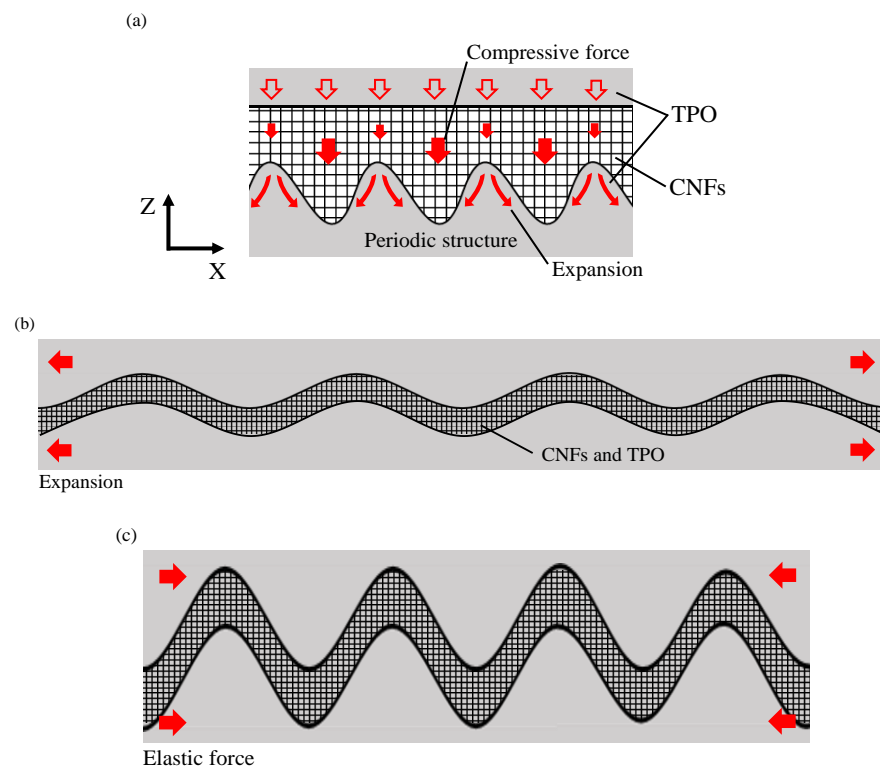 (a)
Compressive force
TPO
CNFs
Z
Periodic structure
X
Expansion
(b)
CNFs and TPO
Expansion
(c)
Elastic force